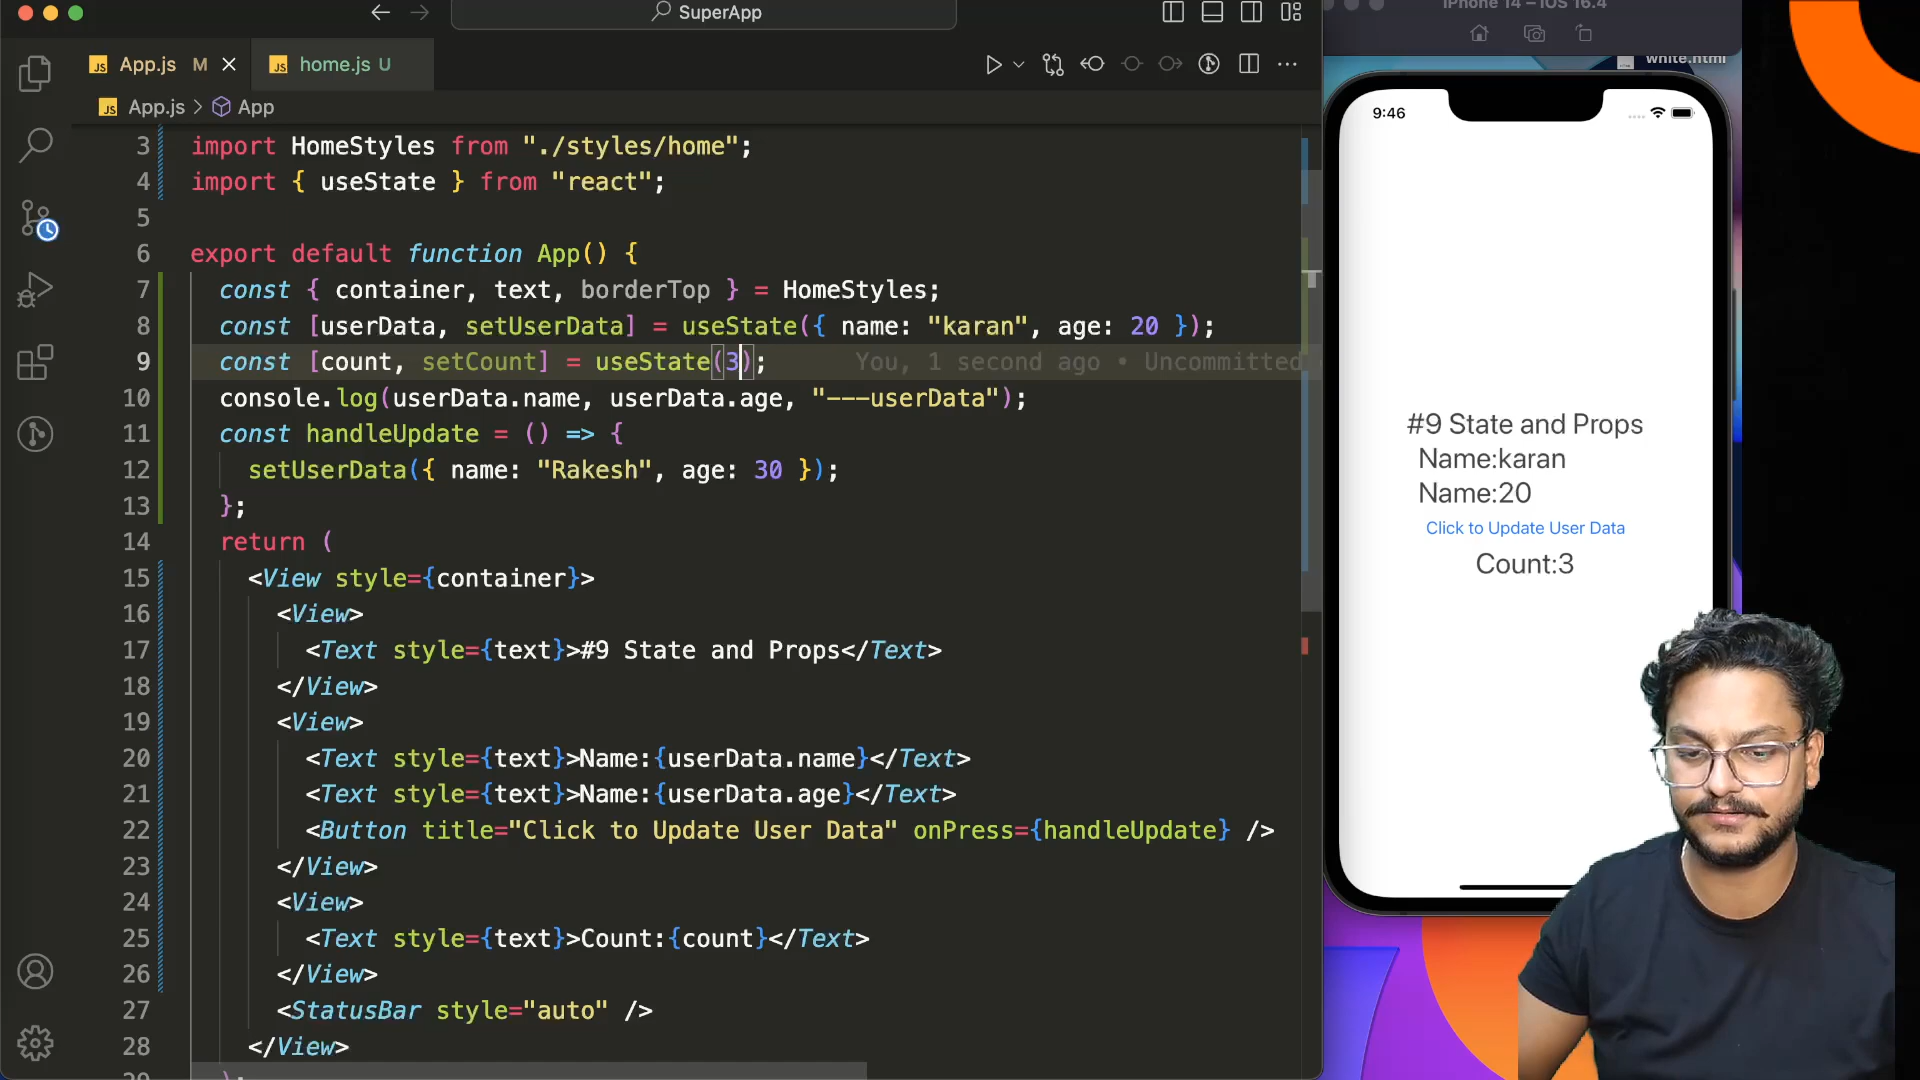 SuperApp
App.js M
home.js U
App.js > App
3 import HomeStyles from "./styles/home";
4 import { useState } from "react";
5
6 export default function App() {
7 const { container, text, borderTop } = HomeStyles;
8 const [userData, setUserData] = useState({ name: "karan", age: 20 });
9 const [count, setCount] = useState(3); You, 1 second ago • Uncommitted
10 console.log(userData.name, userData.age, "---userData");
11 const handleUpdate = () => {
12 setUserData({ name: "Rakesh", age: 30 });
13 };
14 return (
15 <View style={container}>
16 <View>
17 <Text style={text}>#9 State and Props</Text>
18 </View>
19 <View>
20 <Text style={text}>Name:{userData.name}</Text>
21 <Text style={text}>Name:{userData.age}</Text>
22 <Button title="Click to Update User Data" onPress={handleUpdate} />
23 </View>
24 <View>
25 <Text style={text}>Count:{count}</Text>
26 </View>
27 <StatusBar style="auto" />
28 </View>
29 );
iPhone 14 – iOS 16.4
white.html
9:46
#9 State and Props
Name:karan
Name:20
Click to Update User Data
Count:3